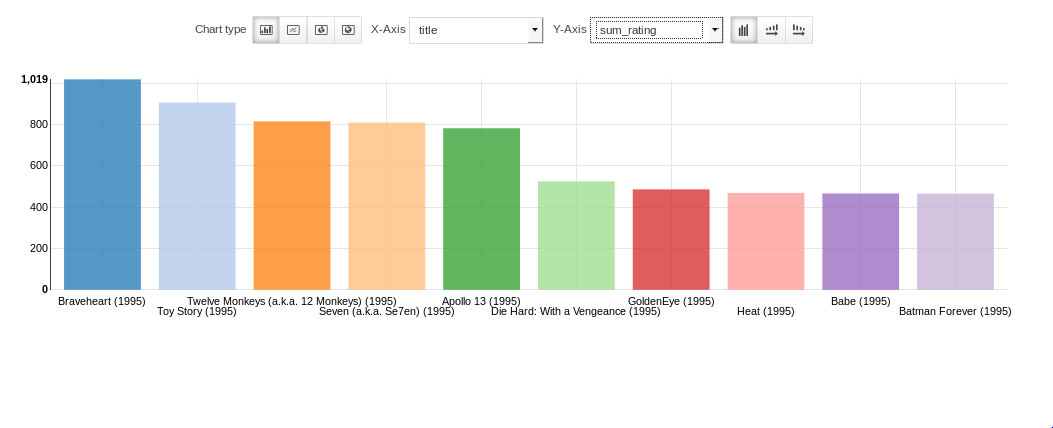 Chart type X-Axis title Y-Axis sum_rating
1,019
800
600
400
200
0
Braveheart (1995) Twelve Monkeys (a.k.a. 12 Monkeys) (1995) Apollo 13 (1995) GoldenEye (1995) Babe (1995)
Toy Story (1995) Seven (a.k.a. Se7en) (1995) Die Hard: With a Vengeance (1995) Heat (1995) Batman Forever (1995)